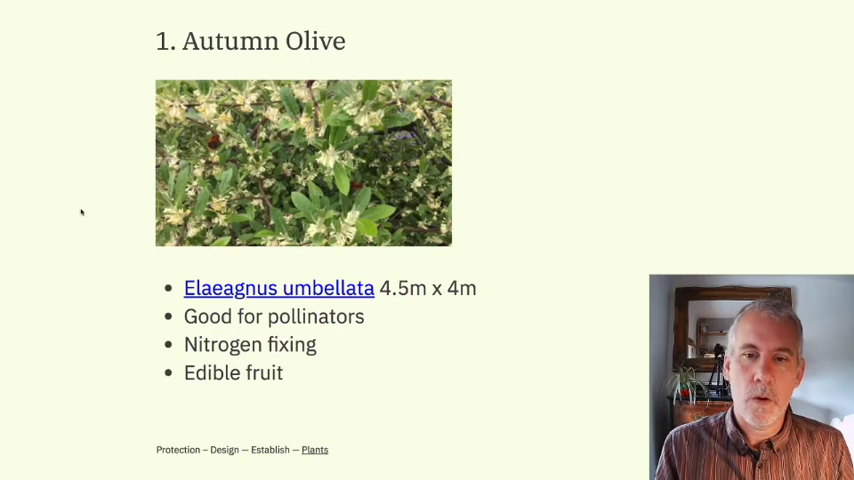 1. Autumn Olive
• Elaeagnus umbellata 4.5m x 4m
• Good for pollinators
• Nitrogen fixing
• Edible fruit
Protection – Design — Establish — Plants